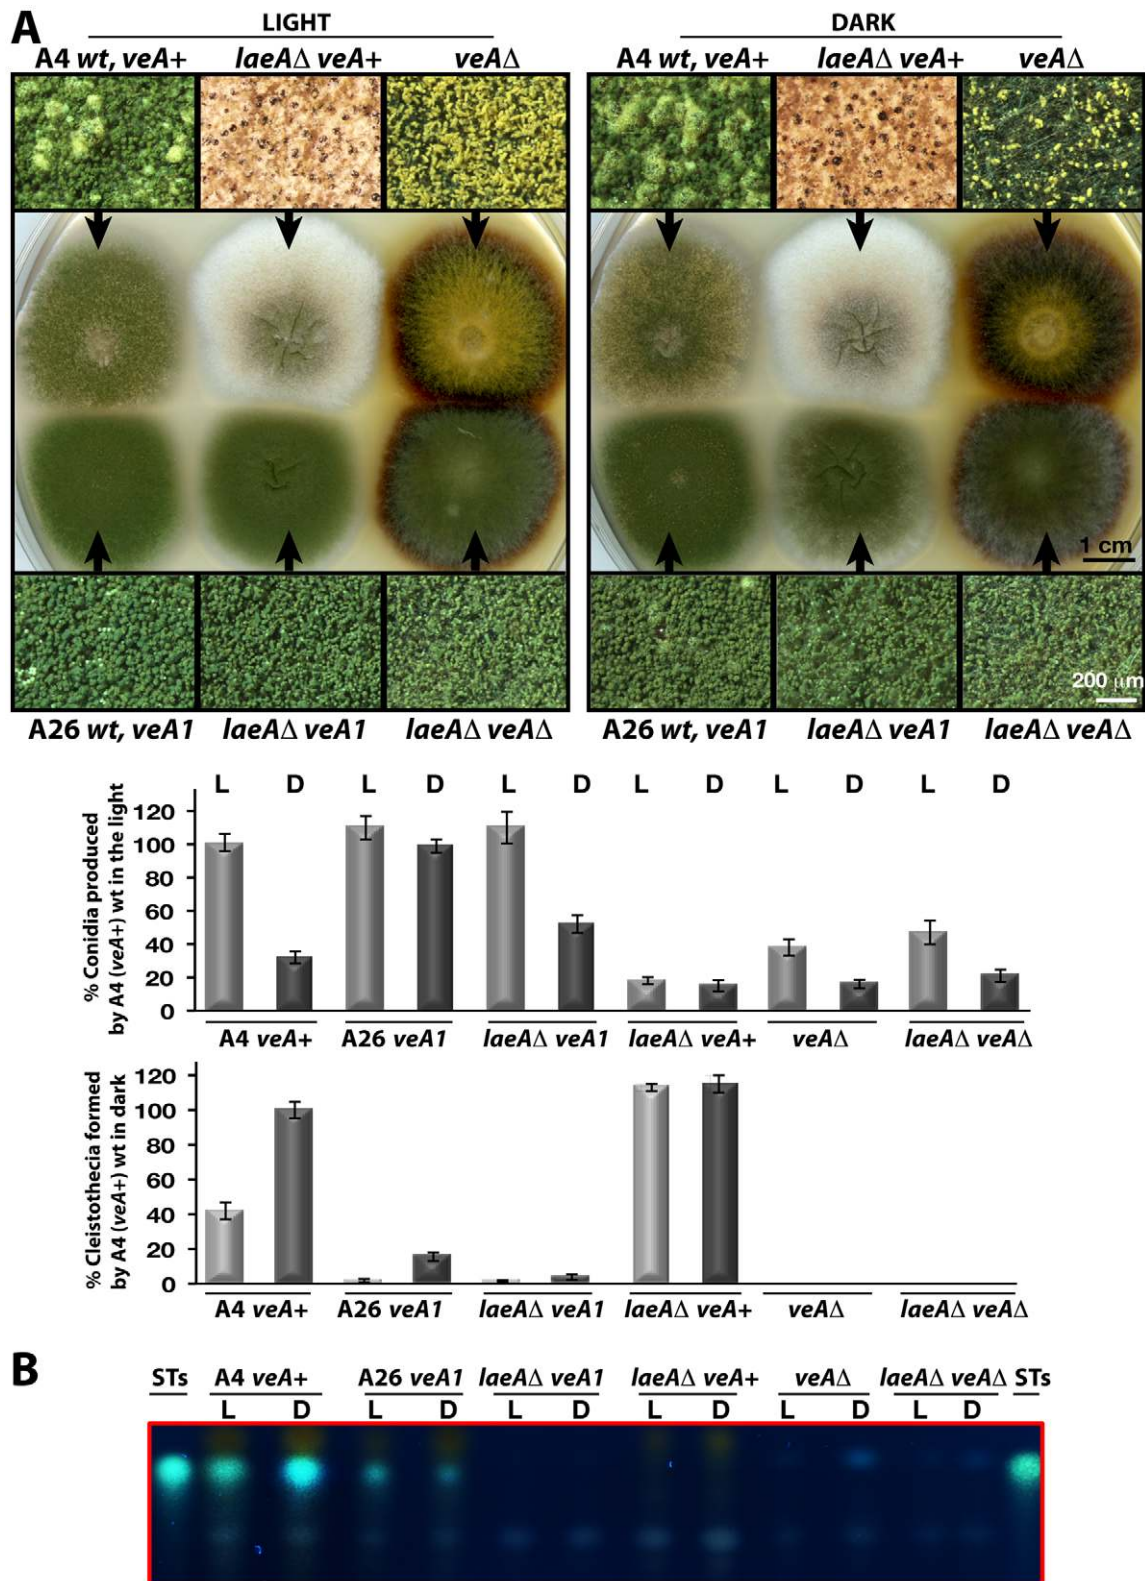 A
LIGHT
DARK
A4 wt, veA+ laeAΔ veA+ veAΔ
A4 wt, veA+ laeAΔ veA+ veAΔ
1 cm
200 μm
A26 wt, veA1 laeAΔ veA1 laeAΔ veAΔ
A26 wt, veA1 laeAΔ veA1 laeAΔ veAΔ
L D L D L D L D L D L D
% Conidia produced
by A4 (veA+) wt in the light
120
100
80
60
40
20
0
A4 veA+ A26 veA1 laeAΔ veA1 laeAΔ veA+ veAΔ laeAΔ veAΔ
% Cleistothecia formed
by A4 (veA+) wt in dark
120
100
80
60
40
20
0
A4 veA+ A26 veA1 laeAΔ veA1 laeAΔ veA+ veAΔ laeAΔ veAΔ
B
STs A4 veA+ A26 veA1 laeAΔ veA1 laeAΔ veA+ veAΔ laeAΔ veAΔ STs
L D L D L D L D L D L D